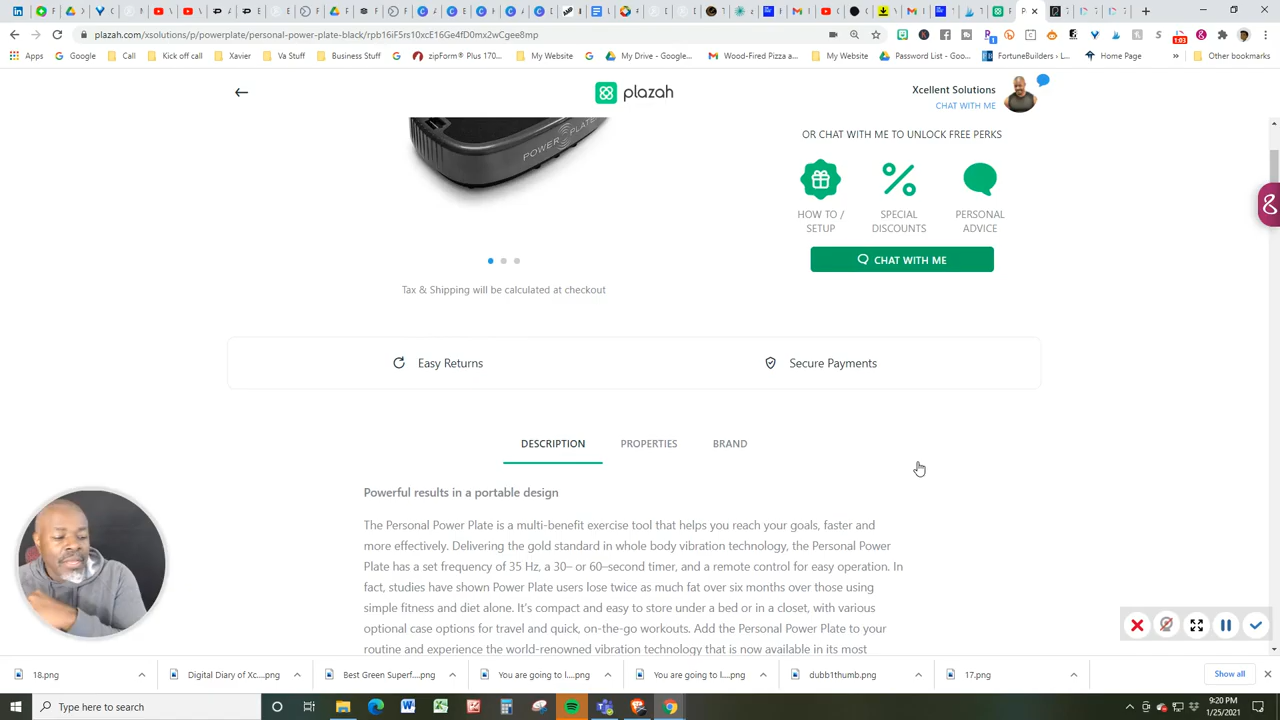 plazah.com/xsolutions/p/powerplate/personal-power-plate-black/rpb16iF5rs10xcE16Ge4fD0mx2wCgee8mp
1:03
Apps
Google
Call
Kick off call
Xavier
Vstuff
Business Stuff
zipForm® Plus 170...
My Website
My Drive - Google...
Wood-Fired Pizza a...
My Website
Password List - Goo...
FortuneBuilders › L...
Home Page
»
Other bookmarks
plazah
Xcellent Solutions
CHAT WITH ME
POWER PLATE
OR CHAT WITH ME TO UNLOCK FREE PERKS
HOW TO / SETUP
SPECIAL DISCOUNTS
PERSONAL ADVICE
CHAT WITH ME
Tax & Shipping will be calculated at checkout
Easy Returns
Secure Payments
DESCRIPTION
PROPERTIES
BRAND
Powerful results in a portable design
The Personal Power Plate is a multi-benefit exercise tool that helps you reach your goals, faster and
more effectively. Delivering the gold standard in whole body vibration technology, the Personal Power
Plate has a set frequency of 35 Hz, a 30– or 60–second timer, and a remote control for easy operation. In
fact, studies have shown Power Plate users lose twice as much fat over six months over those using
simple fitness and diet alone. It's compact and easy to store under a bed or in a closet, with various
optional case options for travel and quick, on-the-go workouts. Add the Personal Power Plate to your
routine and experience the world-renowned vibration technology that is now available in its most
18.png
Digital Diary of Xc....png
Best Green Superf....png
You are going to l....png
You are going to l....png
dubb1thumb.png
17.png
Show all
Type here to search
9:20 PM
1/25/2021